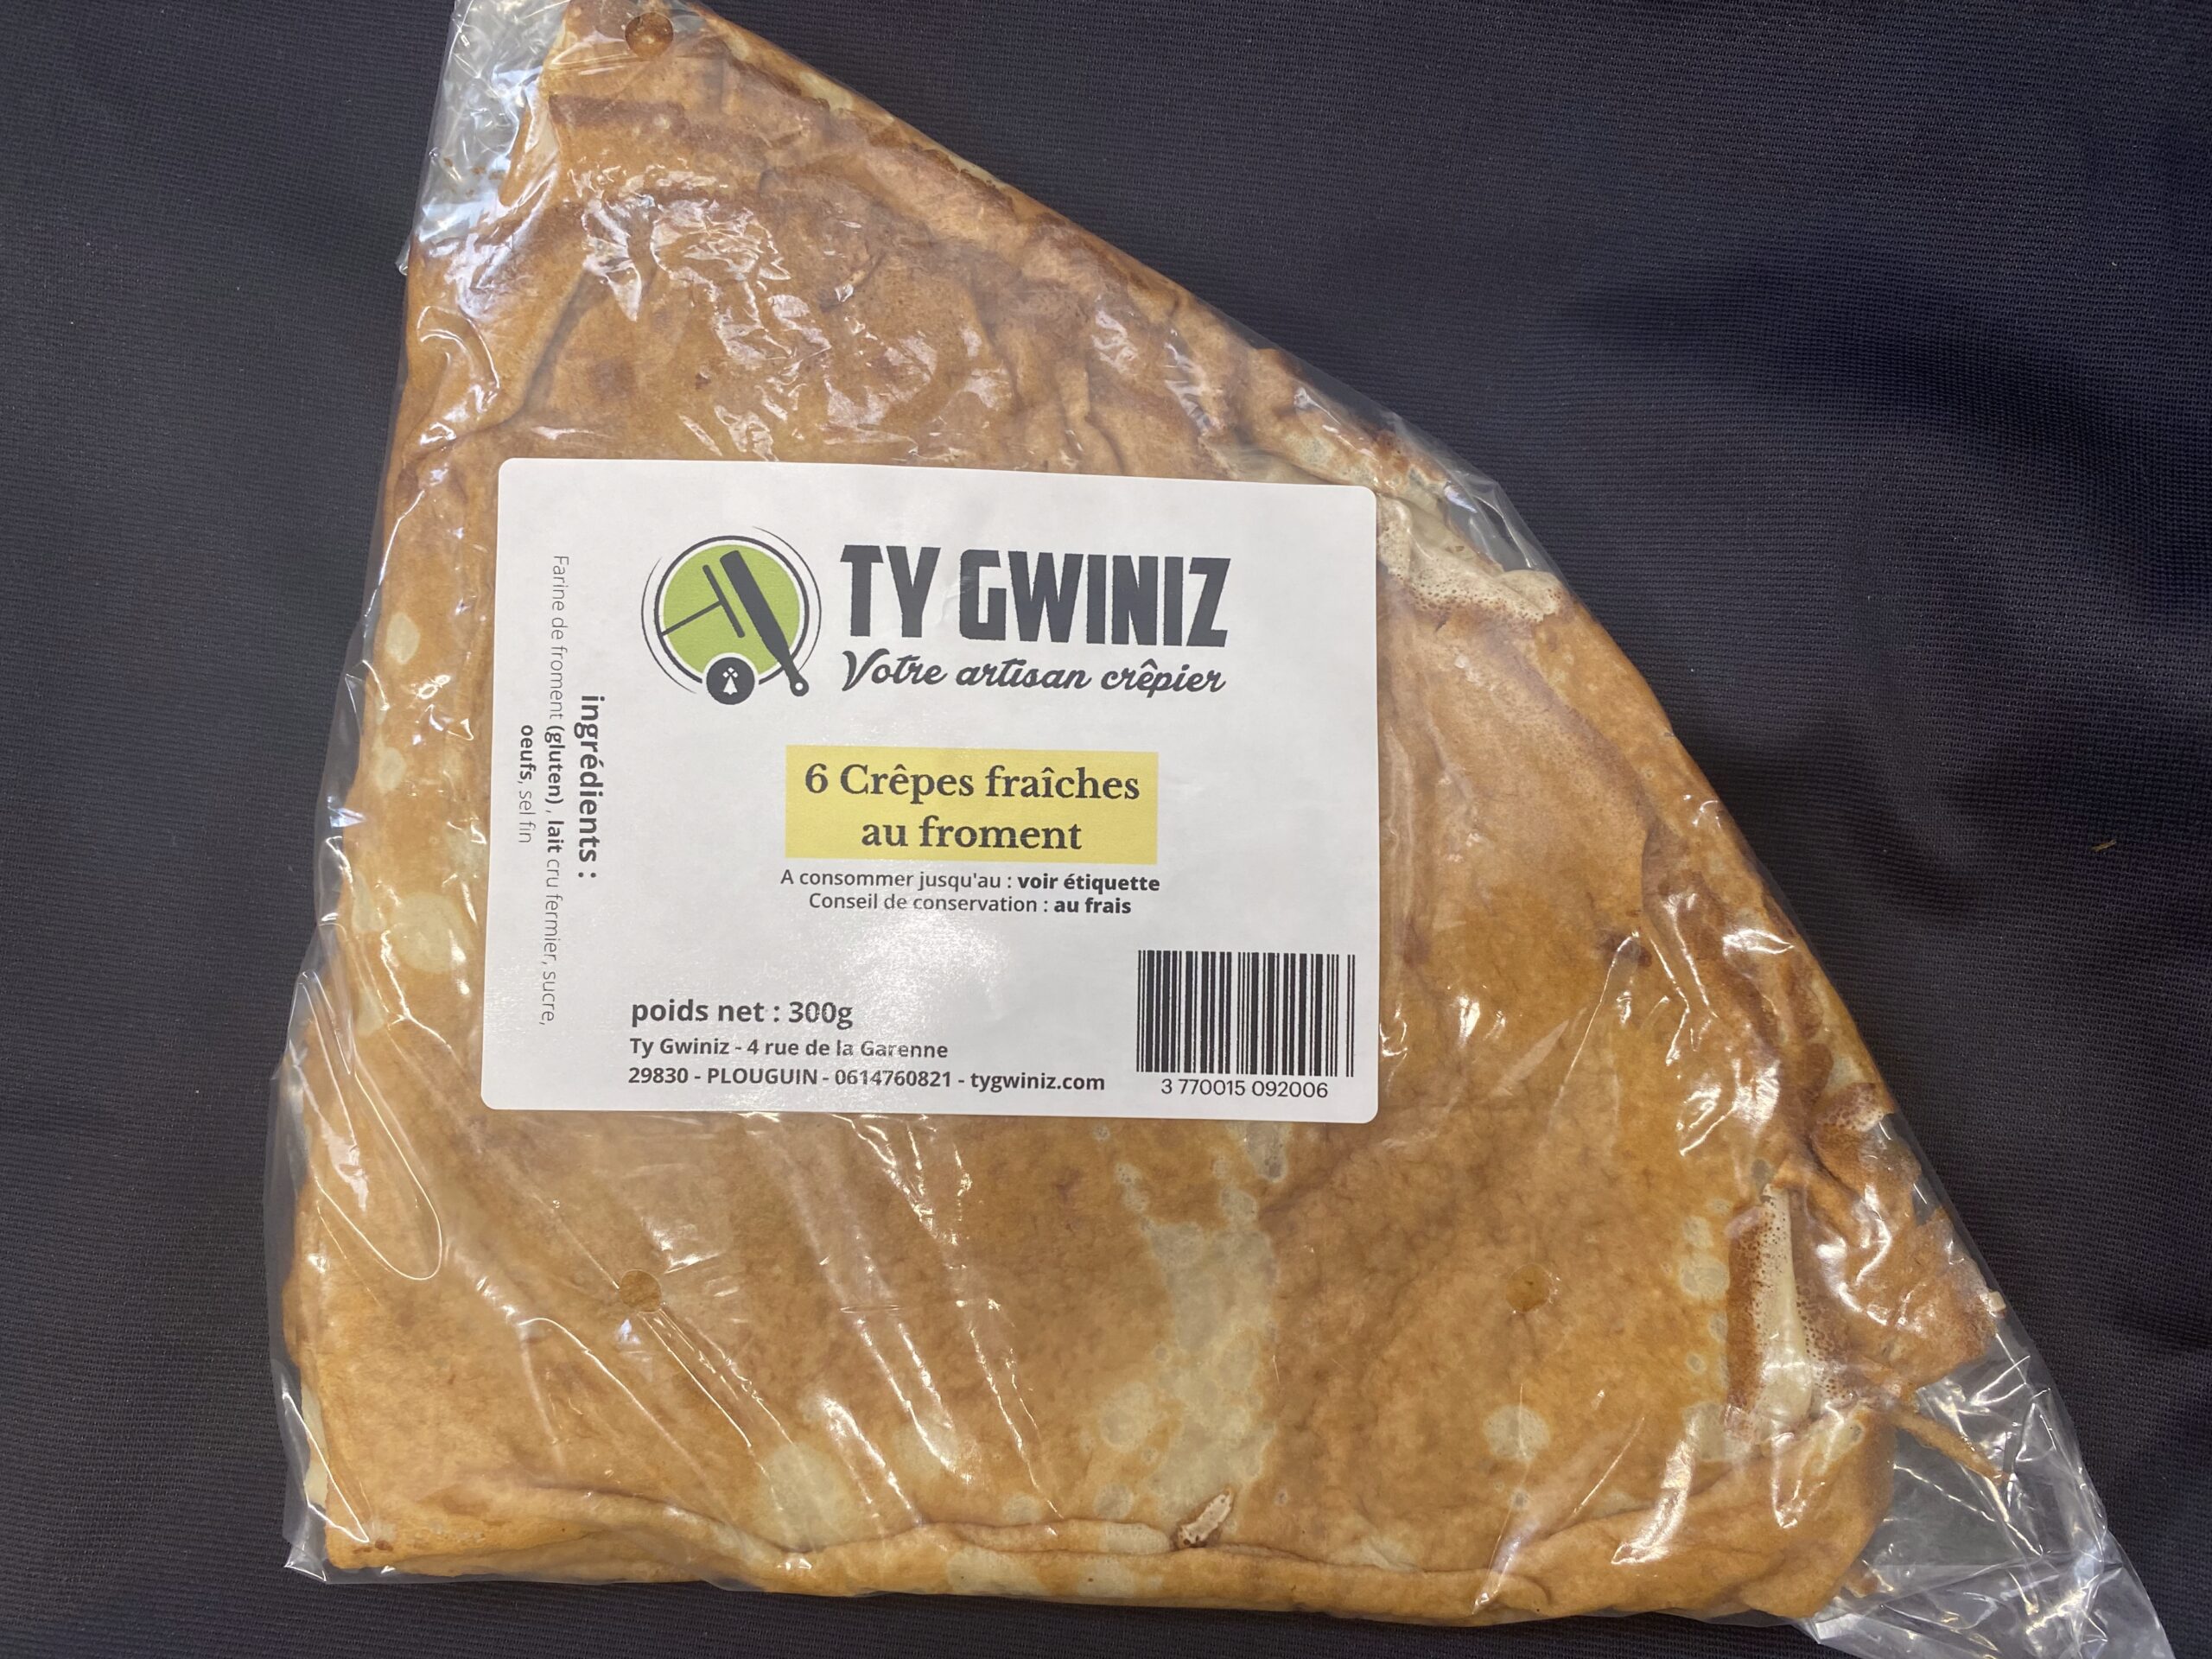 TY GWINIZ
Votre artisan crêpier
6 Crêpes fraîches
au froment
A consommer jusqu'au : voir étiquette
Conseil de conservation : au frais
ingrédients :
Farine de froment (gluten) , lait cru fermier, sucre,
oeufs, sel fin
poids net : 300g
Ty Gwiniz - 4 rue de la Garenne
29830 - PLOUGUIN - 0614760821 - tygwiniz.com
3 770015 092006